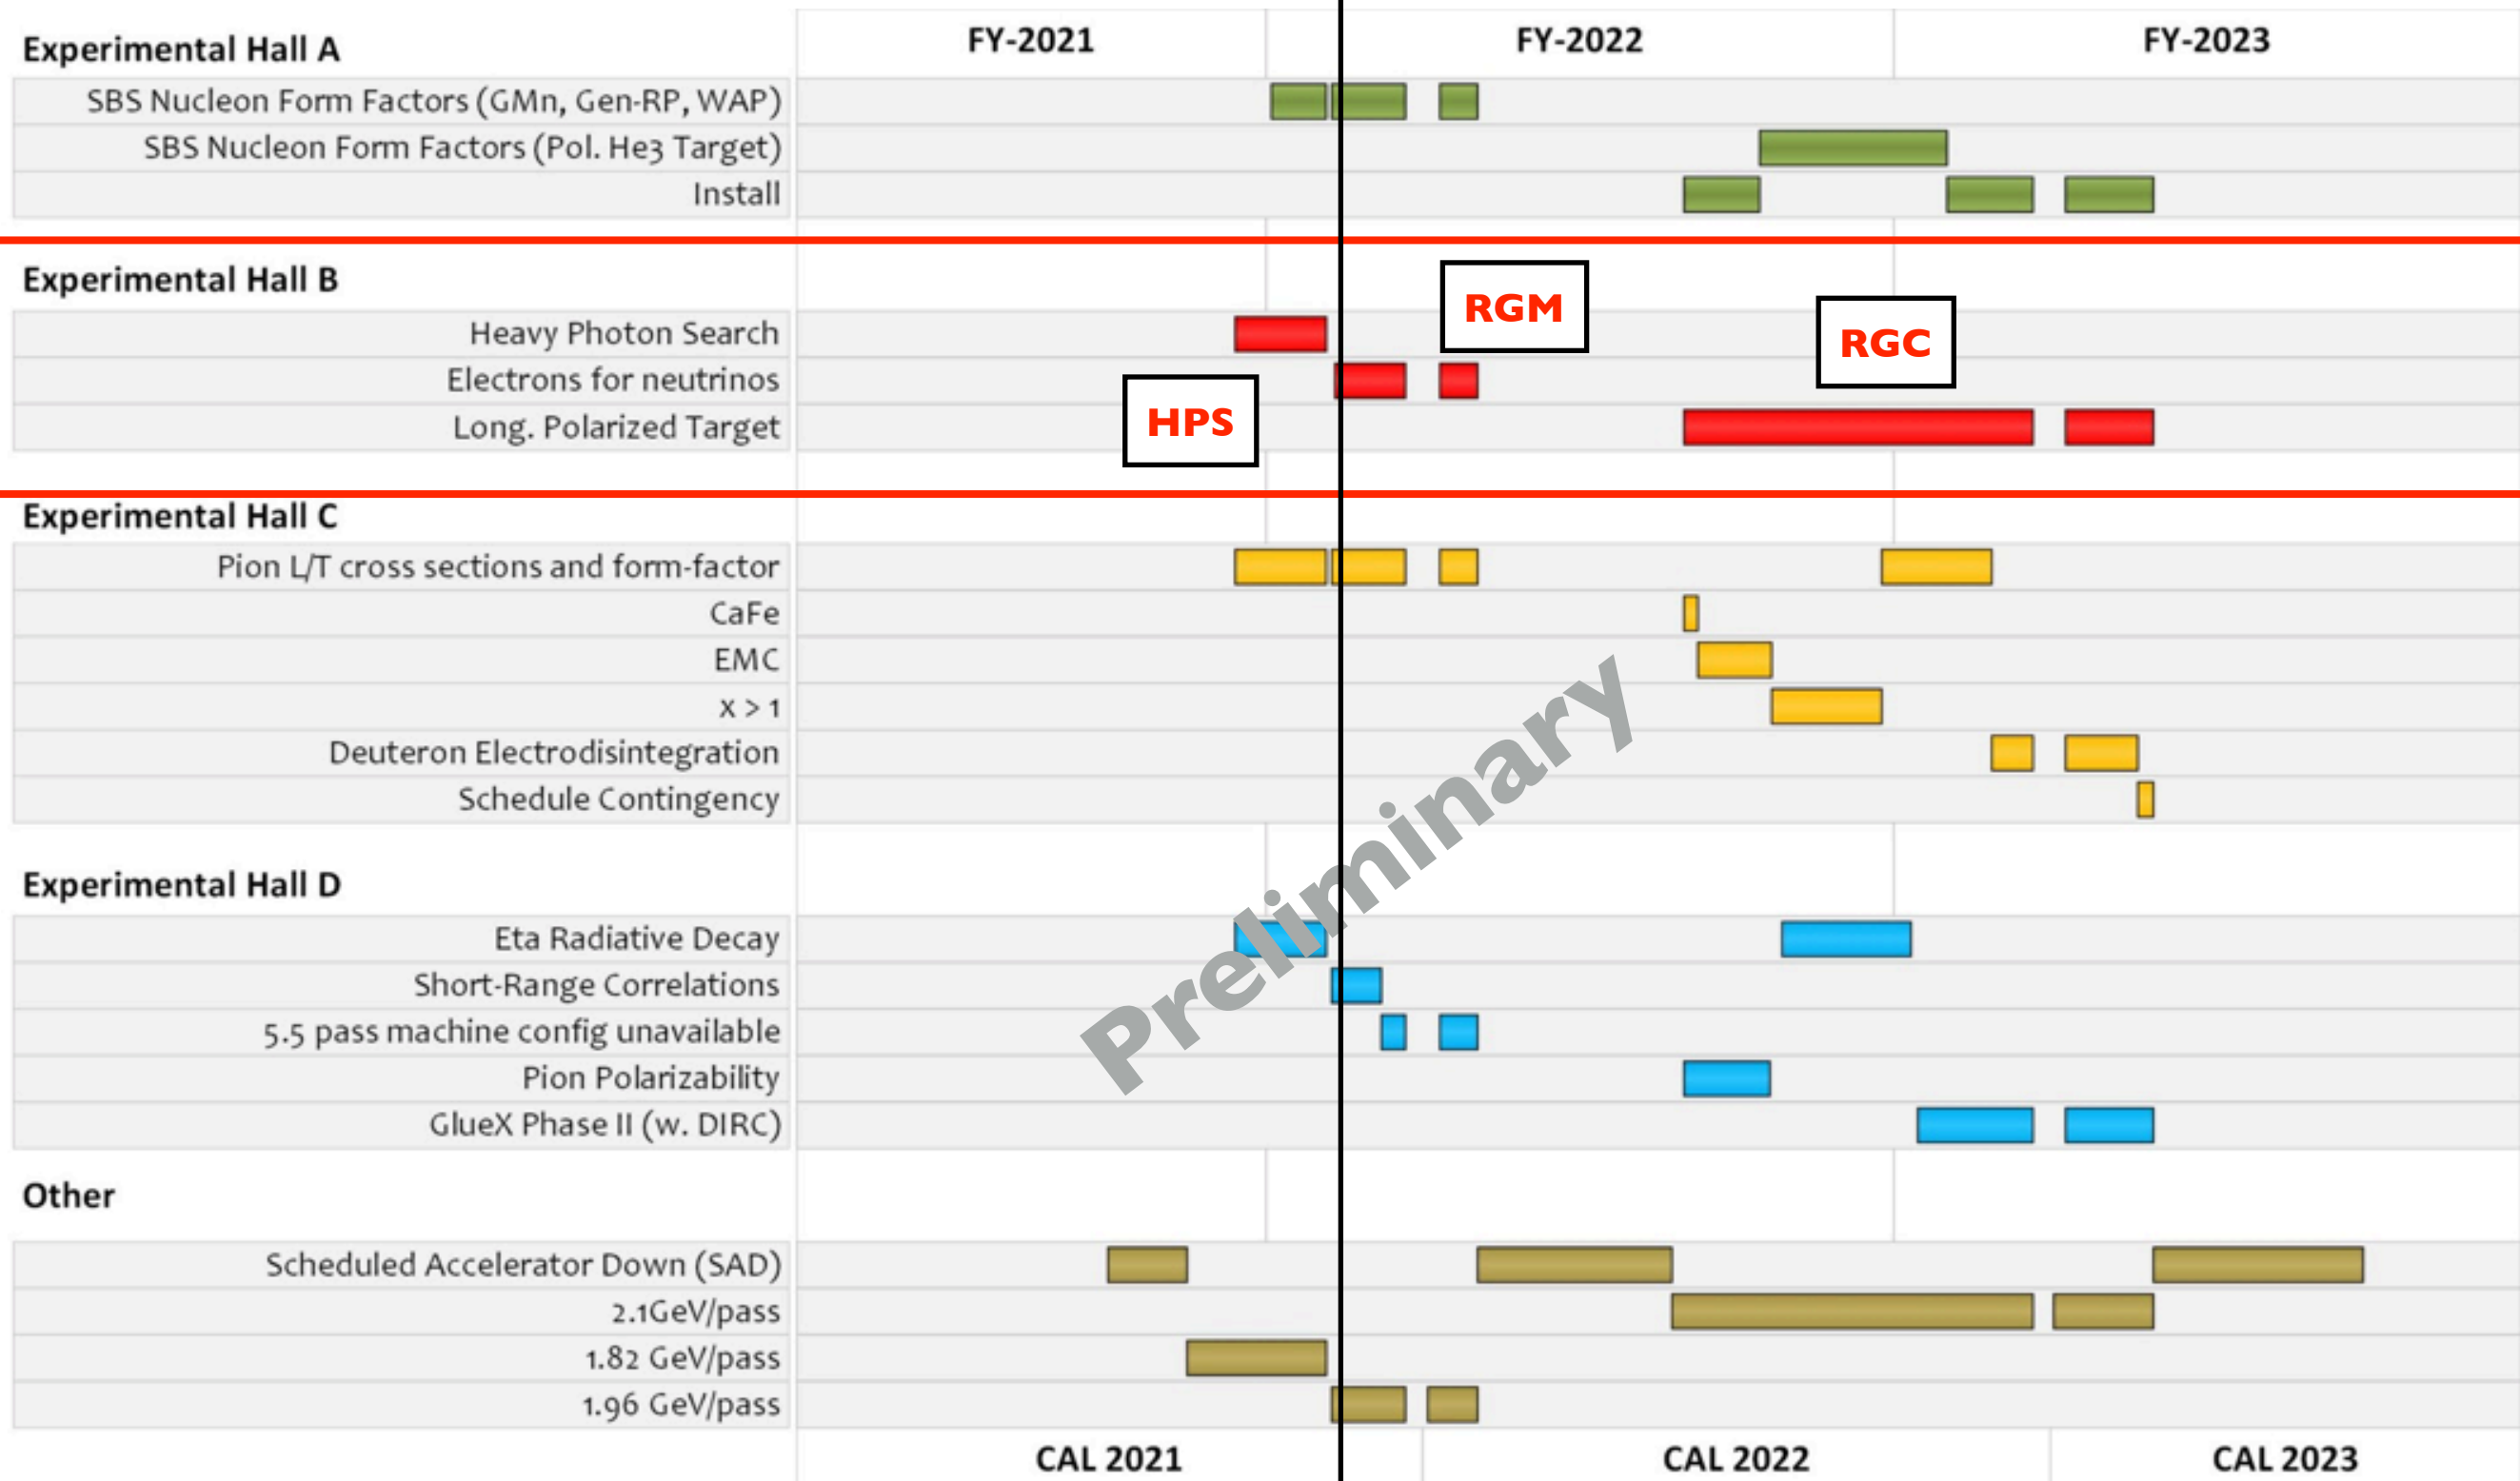 FY-2021 FY-2022 FY-2023
Experimental Hall A
SBS Nucleon Form Factors (GMn, Gen-RP, WAP)
SBS Nucleon Form Factors (Pol. He3 Target)
Install
Experimental Hall B
RGM
Heavy Photon Search
RGC
Electrons for neutrinos
HPS
Long. Polarized Target
Experimental Hall C
Pion L/T cross sections and form-factor
CaFe
EMC
x > 1
Deuteron Electrodisintegration
Schedule Contingency
Preliminary
Experimental Hall D
Eta Radiative Decay
Short-Range Correlations
5.5 pass machine config unavailable
Pion Polarizability
GlueX Phase II (w. DIRC)
Other
Scheduled Accelerator Down (SAD)
2.1GeV/pass
1.82 GeV/pass
1.96 GeV/pass
CAL 2021 CAL 2022 CAL 2023